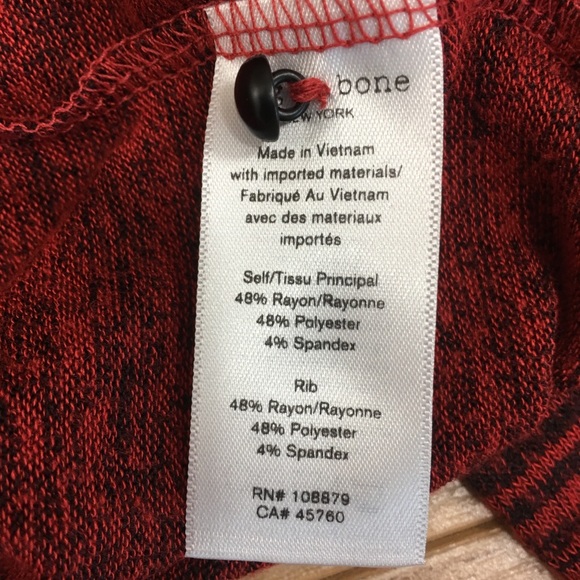 bone
YORK
Made in Vietnam
with imported materials/
Fabriqué Au Vietnam
avec des materiaux
importés
Self/Tissu Principal
48% Rayon/Rayonne
48% Polyester
4% Spandex
Rib
48% Rayon/Rayonne
48% Polyester
4% Spandex
RN# 108879
CA# 45760